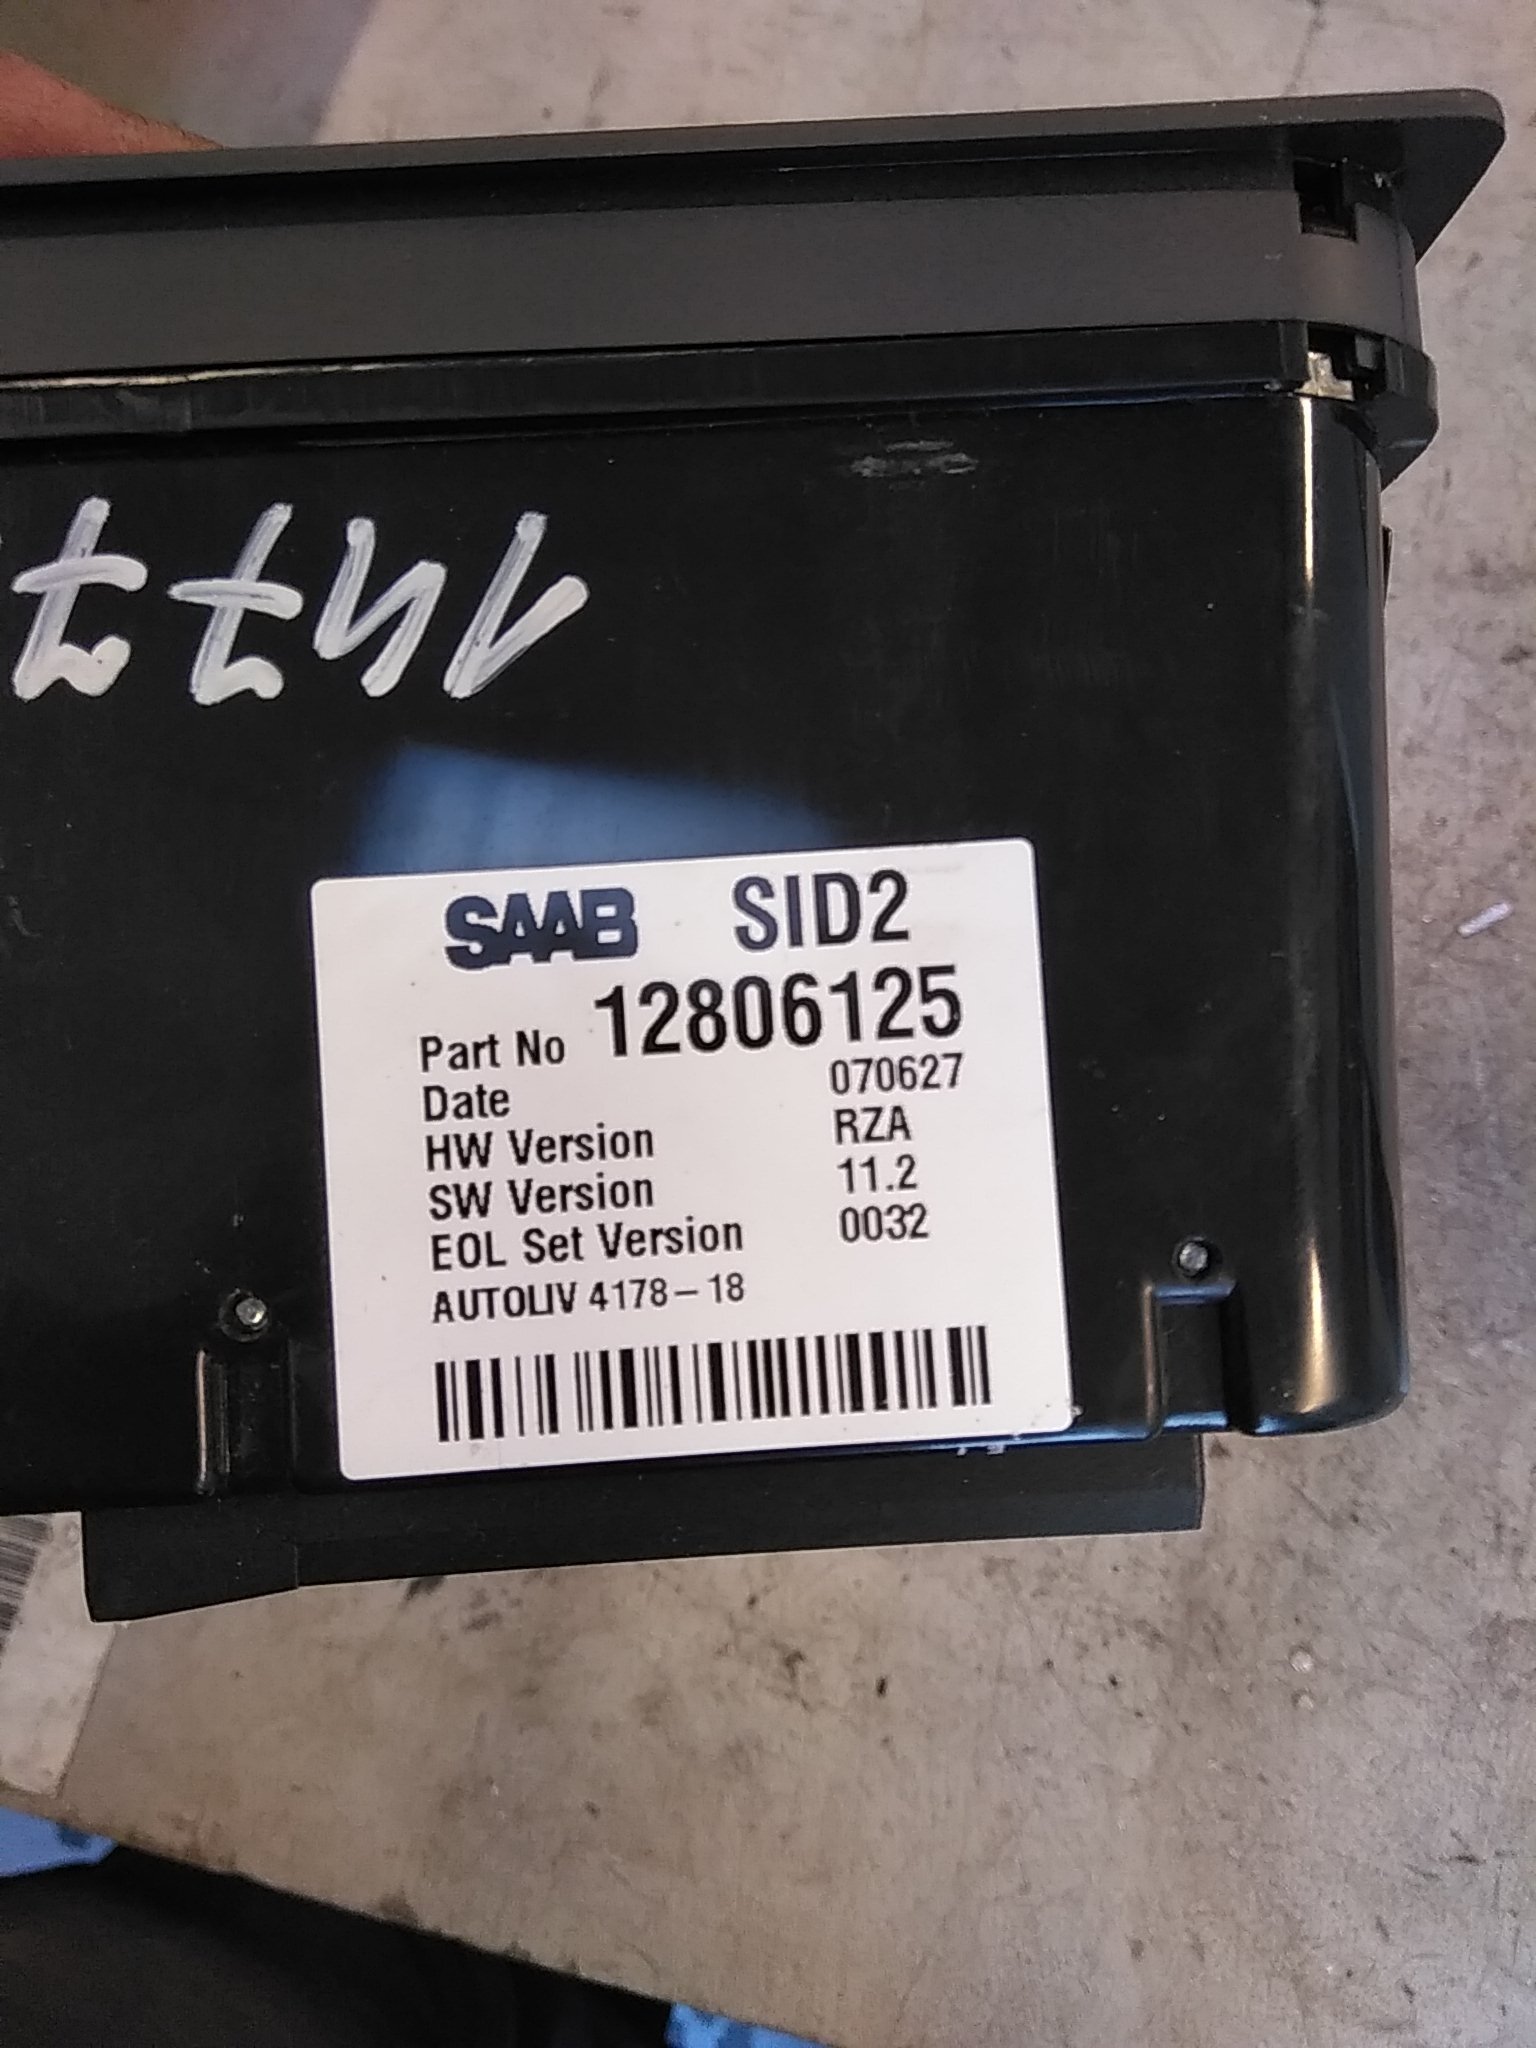 1477
SAAB SID2
Part No 12806125
Date 070627
HW Version RZA
SW Version 11.2
EOL Set Version 0032
AUTOLIV 4178-18